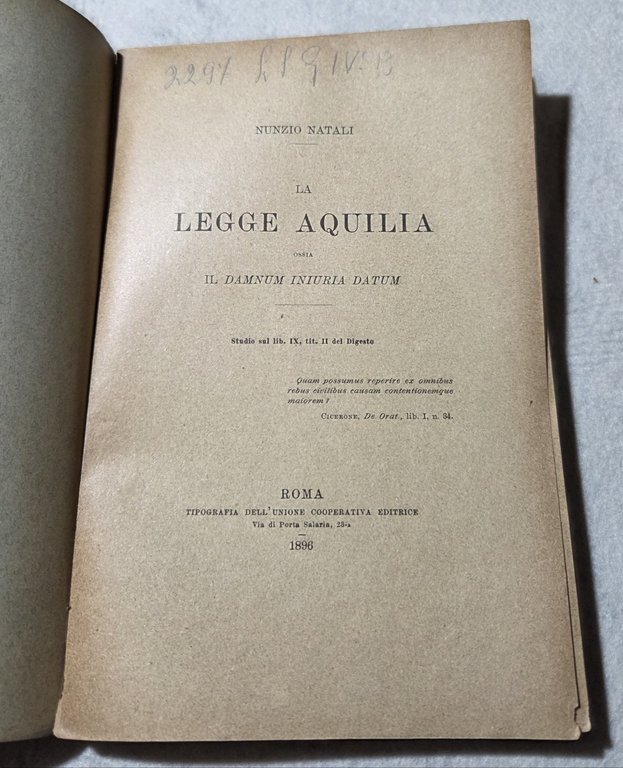 2297
NUNZIO NATALI
LA
LEGGE AQUILIA
OSSIA
IL DAMNUM INIURIA DATUM
Studio sul lib. IX, tit. II del Digesto
Quam possumus reperire ex omnibus
rebus civilibus causam contentionemque
maiorem?
CICERONE, De Orat., lib. I, n. 34.
ROMA
TIPOGRAFIA DELL'UNIONE COOPERATIVA EDITRICE
Via di Porta Salaria, 23-A
1896